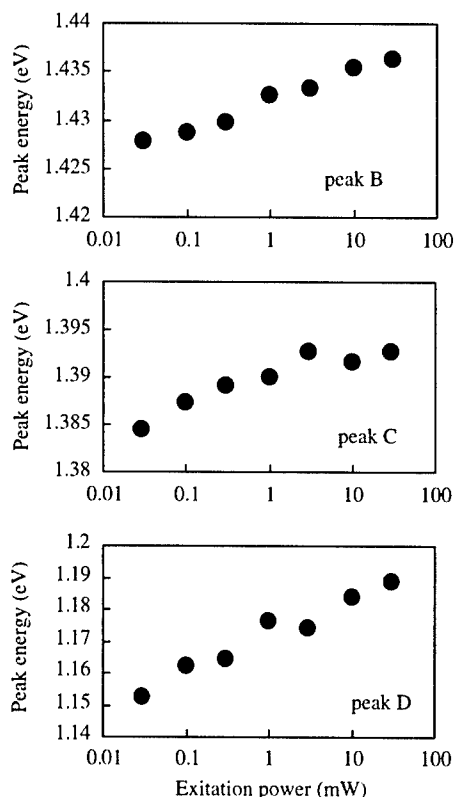 1.44
1.435
1.43
1.425
1.42
Peak energy (eV)
peak B
0.01 0.1 1 10 100
1.4
1.395
1.39
1.385
1.38
Peak energy (eV)
peak C
0.01 0.1 1 10 100
1.2
1.19
1.18
1.17
1.16
1.15
1.14
Peak energy (eV)
peak D
0.01 0.1 1 10 100
Exitation power (mW)